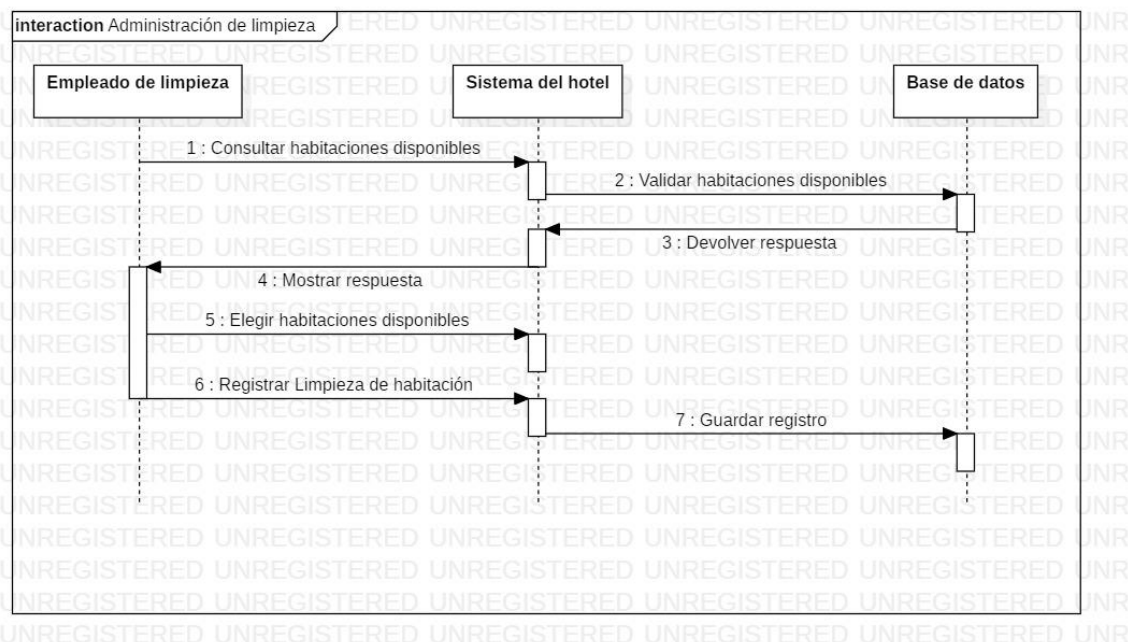 interaction Administración de limpieza
Empleado de limpieza
Sistema del hotel
Base de datos
1 : Consultar habitaciones disponibles
2 : Validar habitaciones disponibles
3 : Devolver respuesta
4 : Mostrar respuesta
5 : Elegir habitaciones disponibles
6 : Registrar Limpieza de habitación
7 : Guardar registro
UNREGISTERED